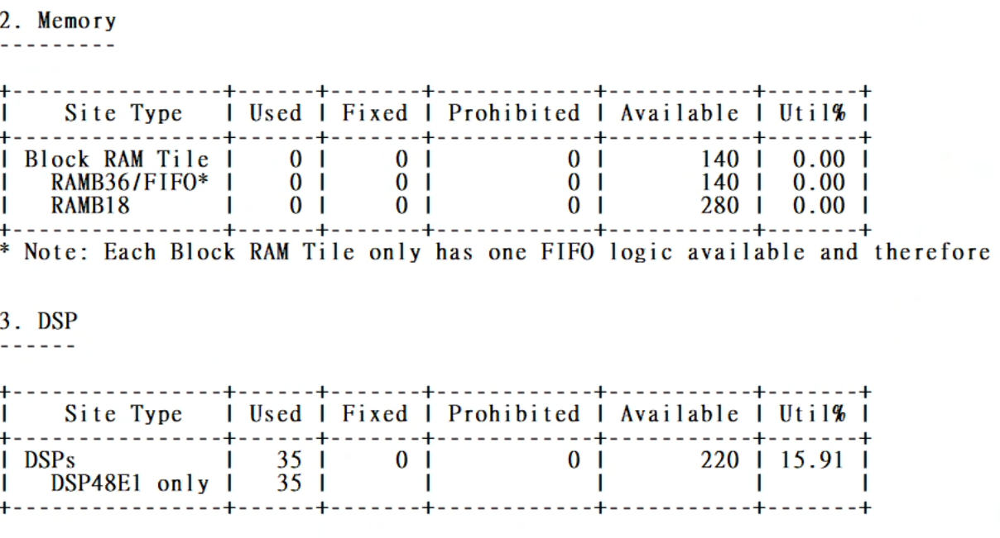 2. Memory
---------
+----------------+------+-------+------------+-----------+-------+
|    Site Type   | Used | Fixed | Prohibited | Available | Util% |
+----------------+------+-------+------------+-----------+-------+
| Block RAM Tile |    0 |     0 |          0 |       140 |  0.00 |
|   RAMB36/FIFO* |    0 |     0 |          0 |       140 |  0.00 |
|   RAMB18       |    0 |     0 |          0 |       280 |  0.00 |
+----------------+------+-------+------------+-----------+-------+
* Note: Each Block RAM Tile only has one FIFO logic available and therefore
3. DSP
------
+----------------+------+-------+------------+-----------+-------+
|    Site Type   | Used | Fixed | Prohibited | Available | Util% |
+----------------+------+-------+------------+-----------+-------+
| DSPs           |   35 |     0 |          0 |       220 | 15.91 |
|   DSP48E1 only |   35 |       |            |           |       |
+----------------+------+-------+------------+-----------+-------+